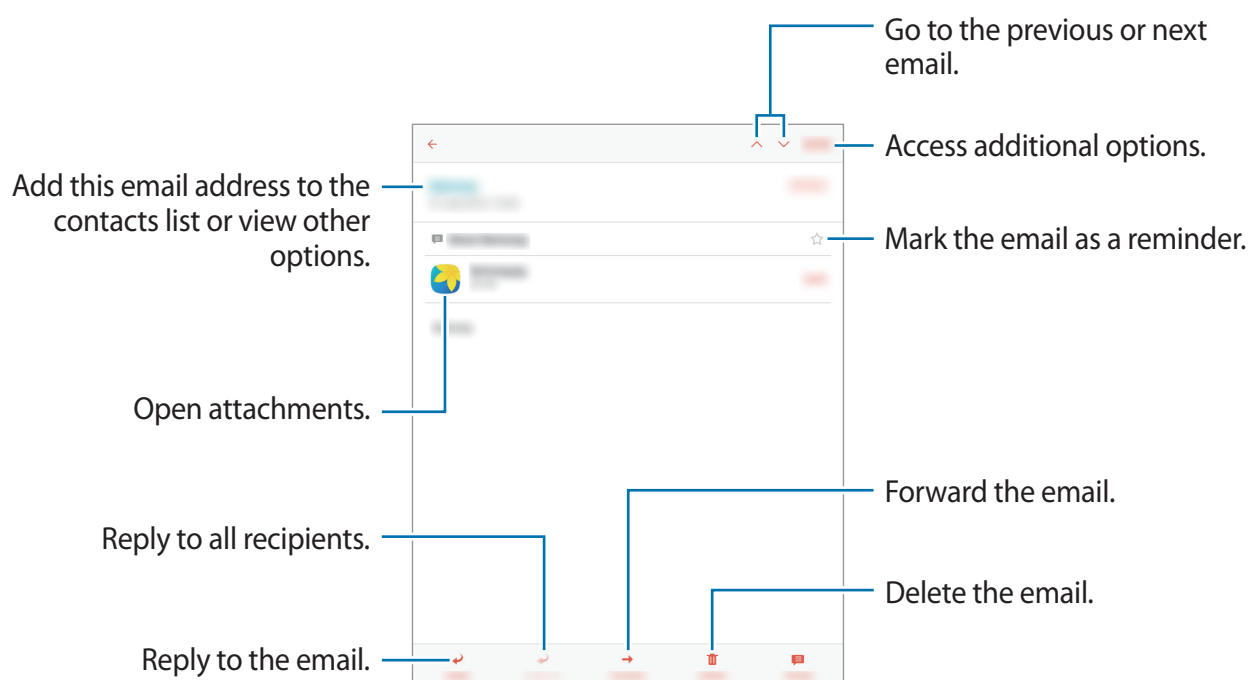 Go to the previous or next
email.
Access additional options.
Add this email address to the
contacts list or view other
options.
Mark the email as a reminder.
Open attachments.
Forward the email.
Reply to all recipients.
Delete the email.
Reply to the email.